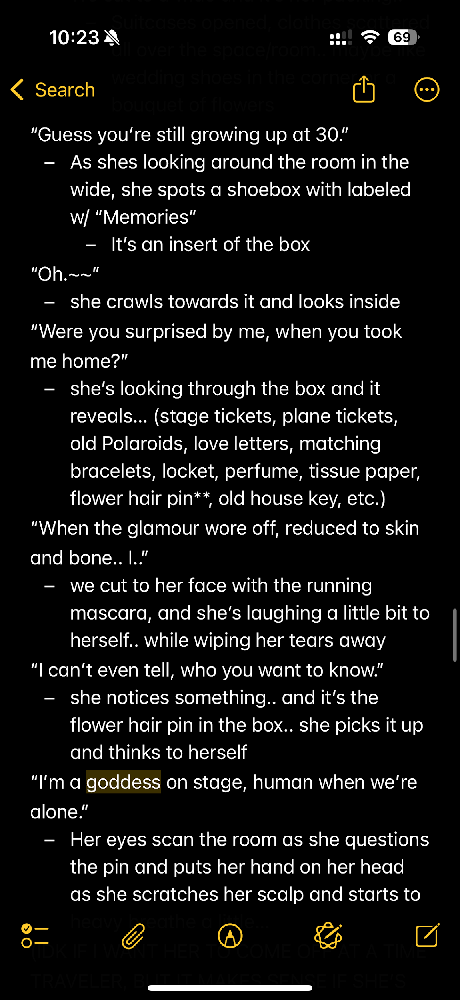 Suitcases opened, clothes scattered
10:23
69
all over the space/room.. maybe like
wedding shoes in the corner or a
Search
bouquet of flowers
“Guess you’re still growing up at 30.”
– As shes looking around the room in the
wide, she spots a shoebox with labeled
w/ “Memories”
– It’s an insert of the box
“Oh.~~”
– she crawls towards it and looks inside
“Were you surprised by me, when you took
me home?”
– she’s looking through the box and it
reveals... (stage tickets, plane tickets,
old Polaroids, love letters, matching
bracelets, locket, perfume, tissue paper,
flower hair pin**, old house key, etc.)
“When the glamour wore off, reduced to skin
and bone.. I..”
– we cut to her face with the running
mascara, and she’s laughing a little bit to
herself.. while wiping her tears away
“I can’t even tell, who you want to know.”
– she notices something.. and it’s the
flower hair pin in the box.. she picks it up
and thinks to herself
“I’m a goddess on stage, human when we’re
alone.”
– Her eyes scan the room as she questions
the pin and puts her hand on her head
as she scratches her scalp and starts to
heavy breathe a little...
(IDK IF I WANT HER TO COME OFF AT A TIME
TRAVELER, BUT IT MAKES SENSE IF SHE’S